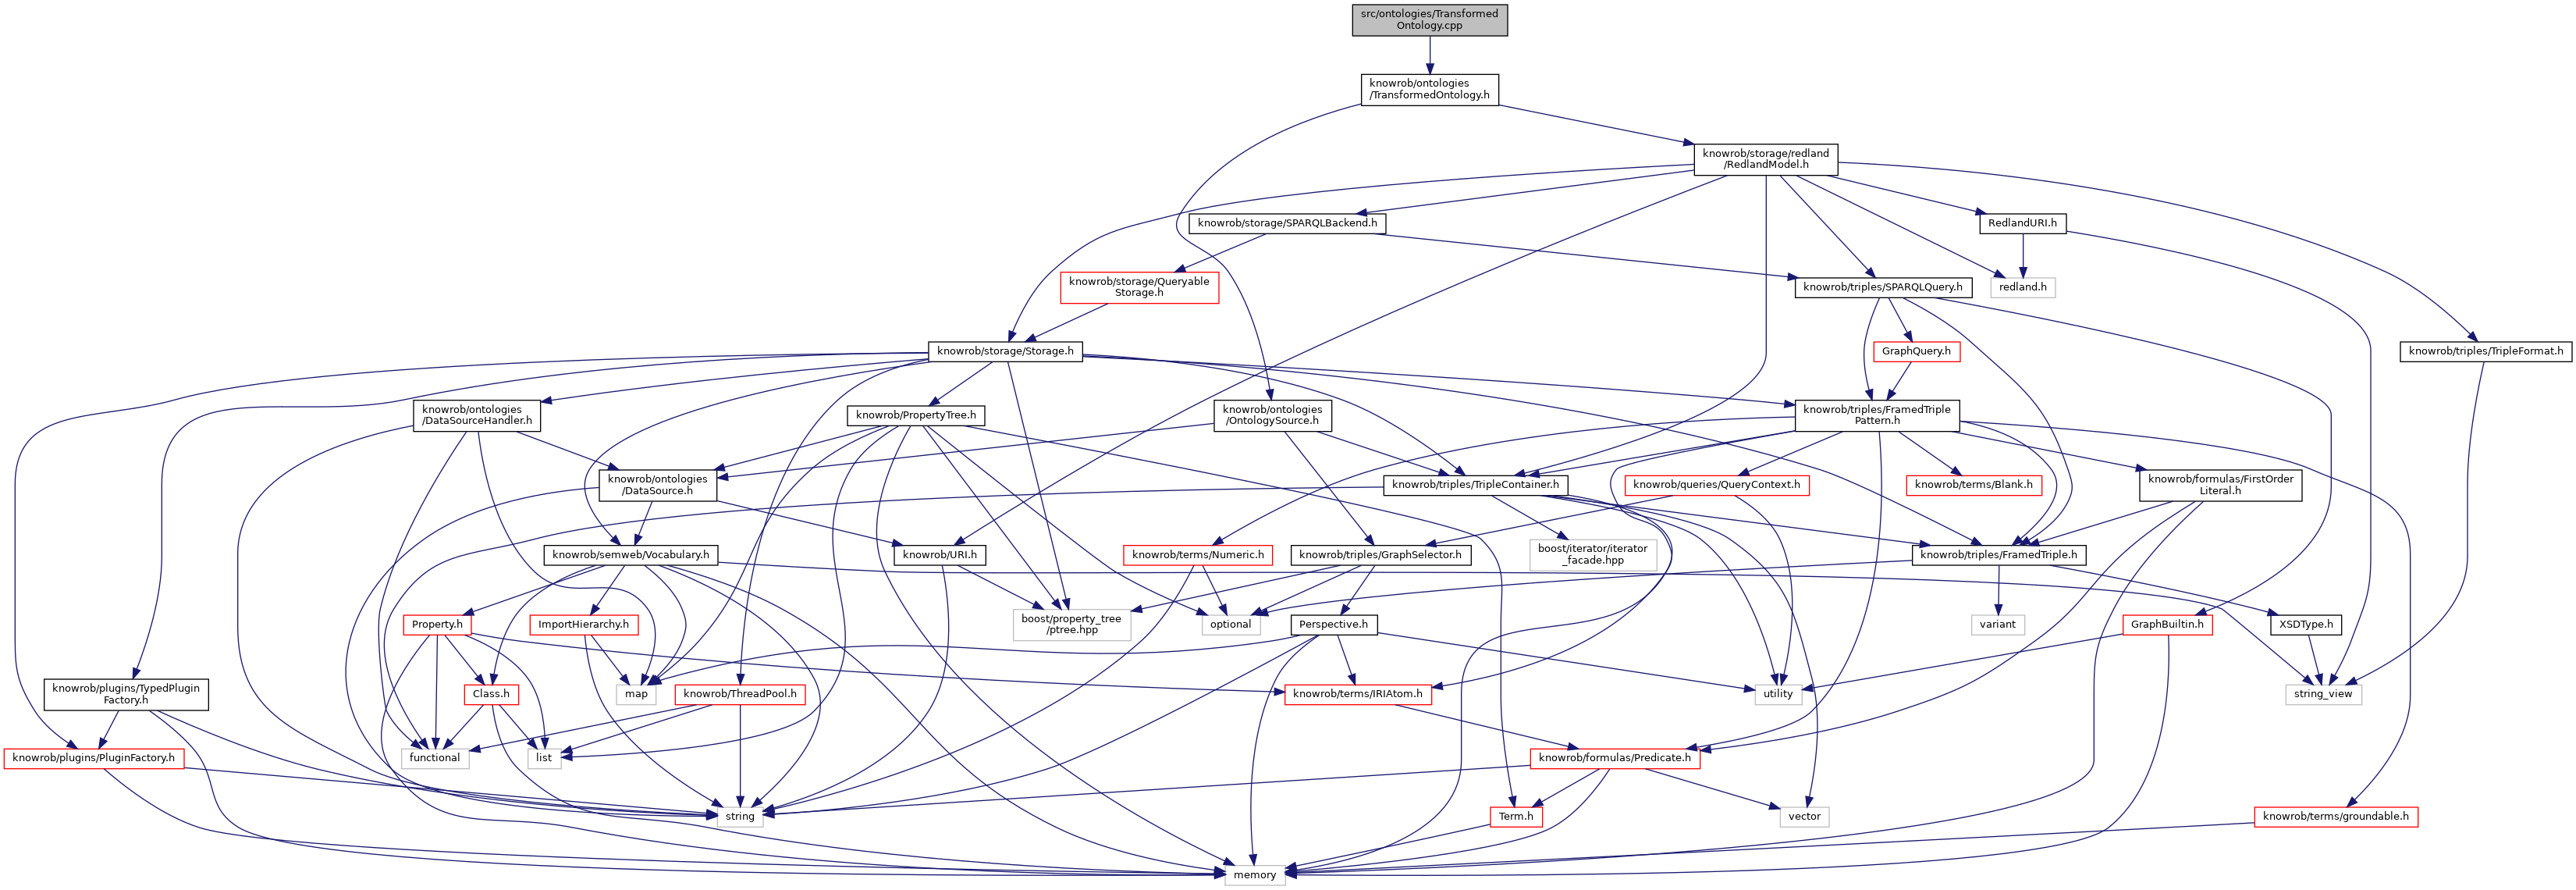 src/ontologies/Transformed
Ontology.cpp
knowrob/ontologies
/TransformedOntology.h
knowrob/storage/redland
/RedlandModel.h
knowrob/storage/SPARQLBackend.h
RedlandURI.h
knowrob/storage/Queryable
Storage.h
knowrob/triples/SPARQLQuery.h
redland.h
knowrob/storage/Storage.h
GraphQuery.h
knowrob/triples/TripleFormat.h
knowrob/ontologies
/DataSourceHandler.h
knowrob/PropertyTree.h
knowrob/ontologies
/OntologySource.h
knowrob/triples/FramedTriple
Pattern.h
knowrob/ontologies
/DataSource.h
knowrob/triples/TripleContainer.h
knowrob/queries/QueryContext.h
knowrob/terms/Blank.h
knowrob/formulas/FirstOrder
Literal.h
knowrob/semweb/Vocabulary.h
knowrob/URI.h
knowrob/terms/Numeric.h
knowrob/triples/GraphSelector.h
boost/iterator/iterator
_facade.hpp
knowrob/triples/FramedTriple.h
Property.h
ImportHierarchy.h
boost/property_tree
/ptree.hpp
optional
Perspective.h
variant
GraphBuiltin.h
XSDType.h
knowrob/plugins/TypedPlugin
Factory.h
Class.h
map
knowrob/ThreadPool.h
knowrob/terms/IRIAtom.h
utility
string_view
knowrob/plugins/PluginFactory.h
functional
list
knowrob/formulas/Predicate.h
string
Term.h
vector
knowrob/terms/groundable.h
memory